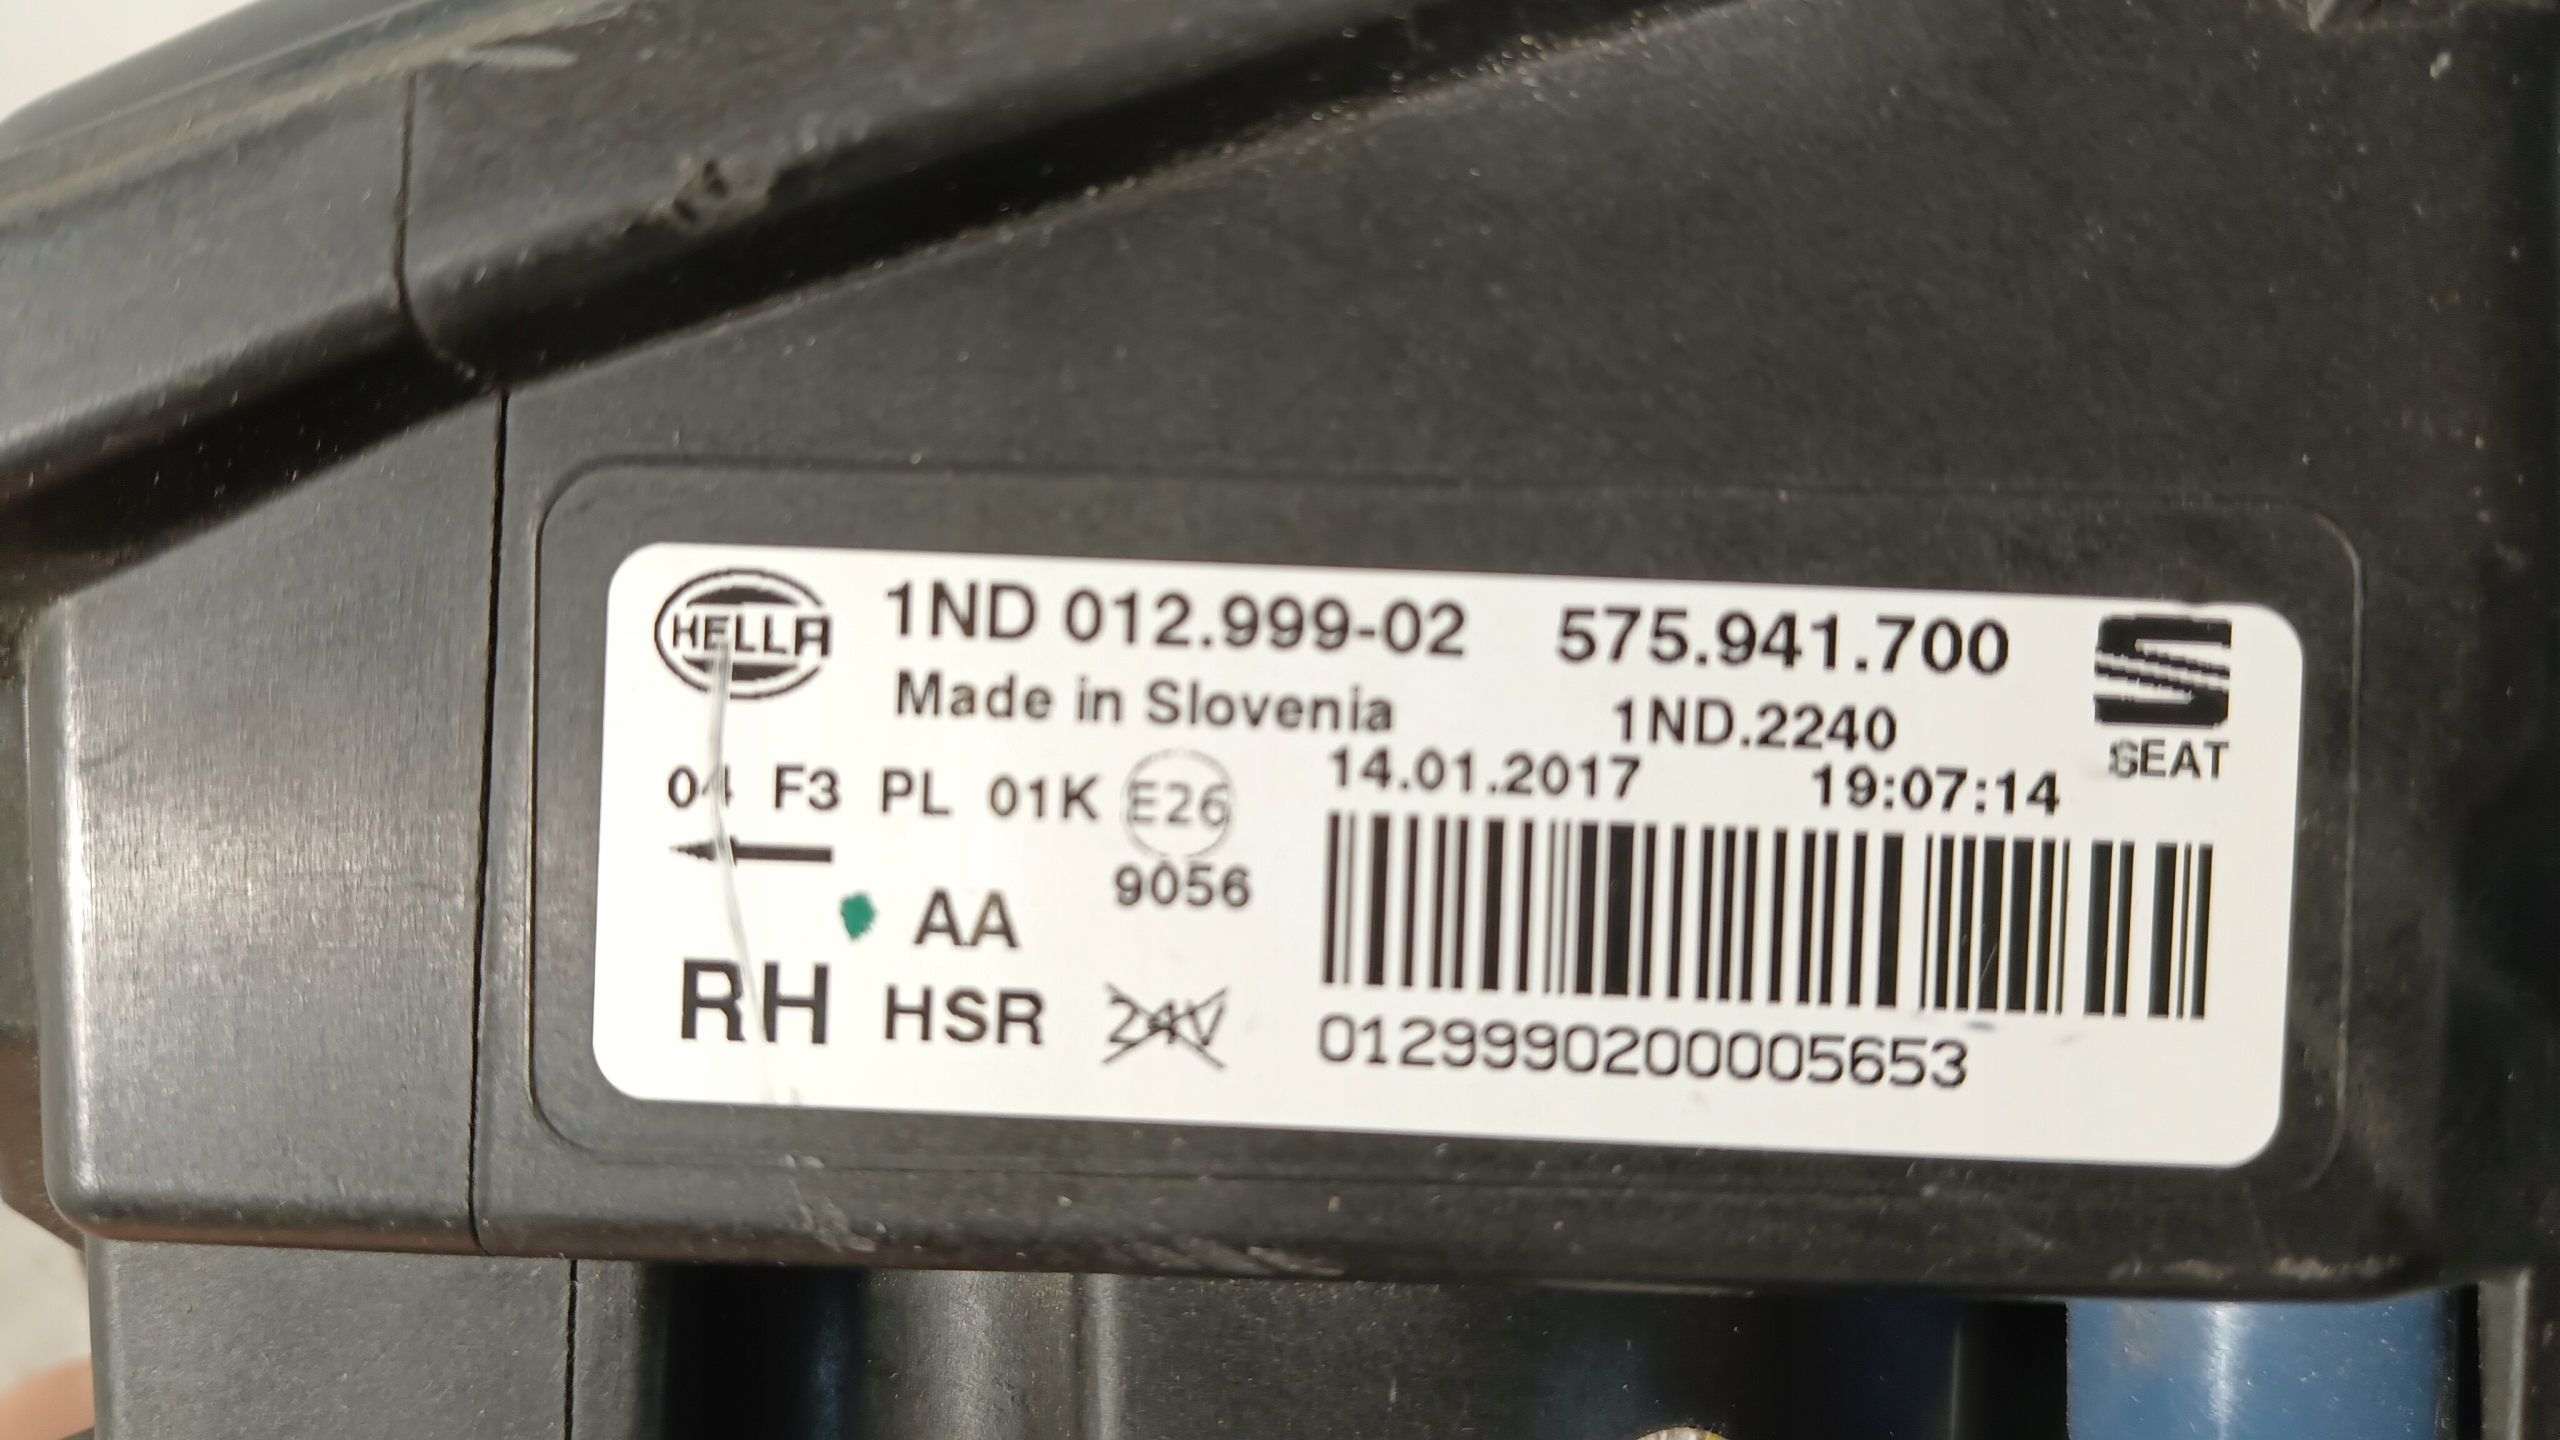 HELLA 1ND 012.999-02 575.941.700
Made in Slovenia 1ND.2240
SEAT
04 F3 PL 01K E26 14.01.2017 19:07:14
9056
AA
RH HSR 24V 0129990200005653